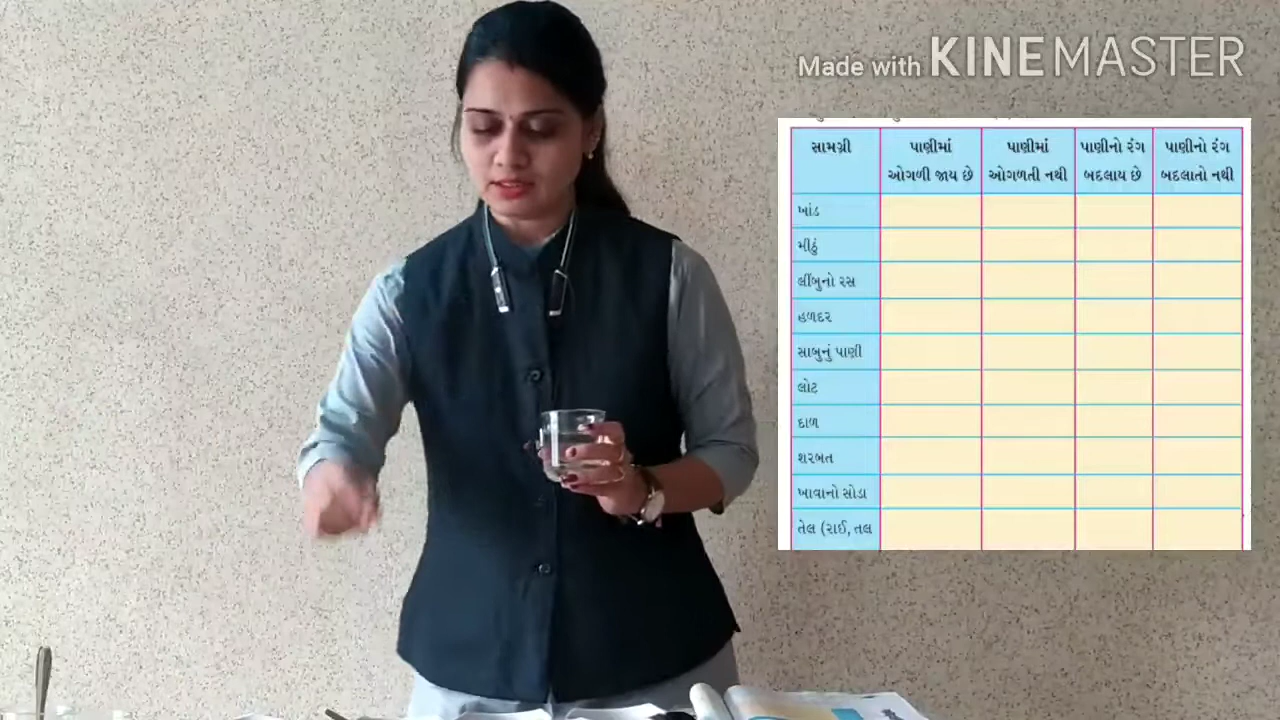 Made with KINEMASTER
સામગ્રી પાણીમાં ઓગળી જાય છે પાણીમાં ઓગળતી નથી પાણીનો રંગ બદલાય છે પાણીનો રંગ બદલાતો નથી
ખાંડ
મીઠું
લીંબુનો રસ
હળદર
સાબુનું પાણી
લોટ
દાળ
શરબત
ખાવાનો સોડા
તેલ (રાઈ, તલ